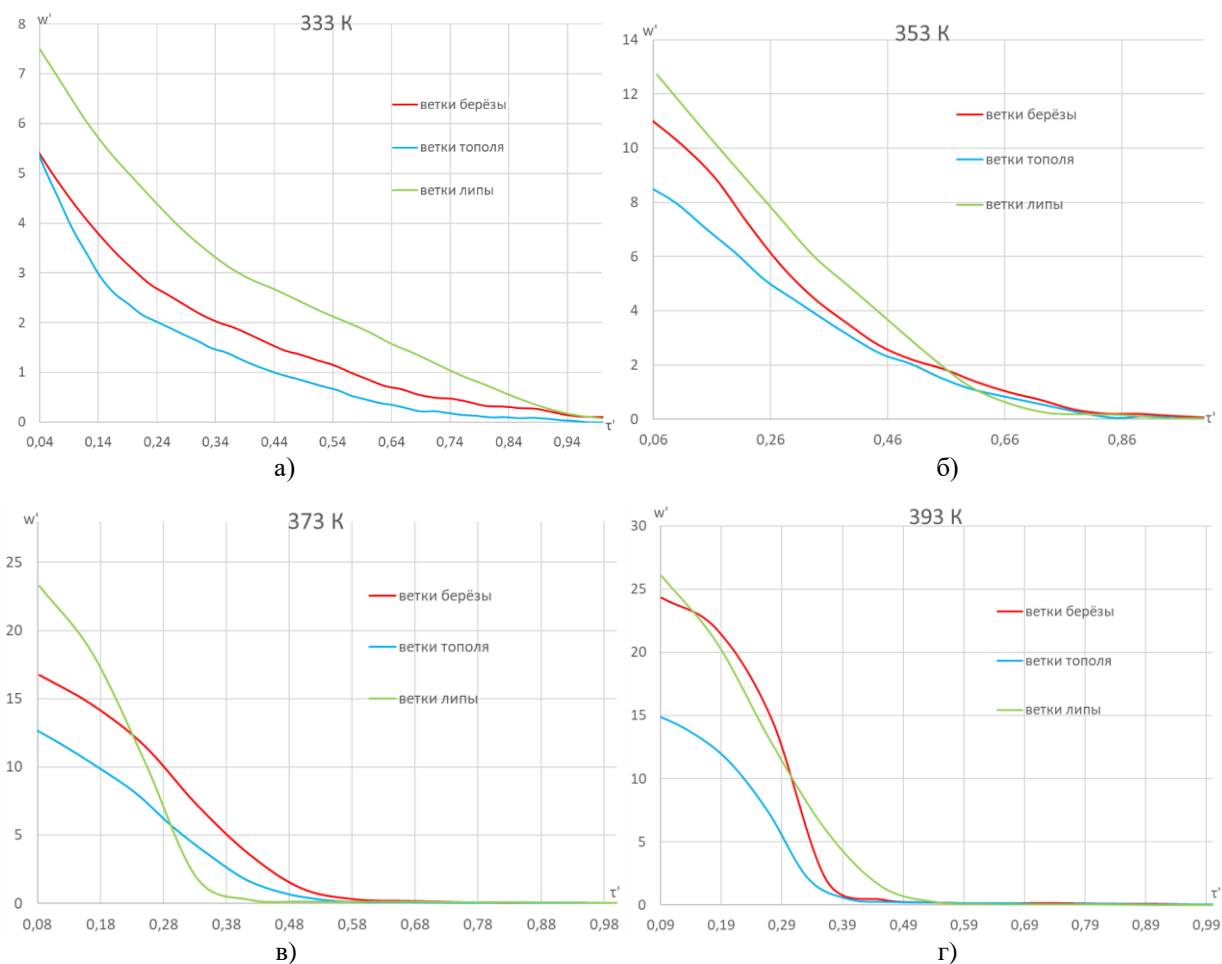 333 К
w'
8
7
6
5
4
3
2
1
0
ветки берёзы
ветки тополя
ветки липы
0,04 0,14 0,24 0,34 0,44 0,54 0,64 0,74 0,84 0,94
τ'
а)
353 К
w'
14
12
10
8
6
4
2
0
ветки берёзы
ветки тополя
ветки липы
0,06 0,26 0,46 0,66 0,86
τ'
б)
373 К
w'
25
20
15
10
5
0
ветки берёзы
ветки тополя
ветки липы
τ'
0,08 0,18 0,28 0,38 0,48 0,58 0,68 0,78 0,88 0,98
в)
393 К
w'
30
25
20
15
10
5
0
ветки берёзы
ветки тополя
ветки липы
τ'
0,09 0,19 0,29 0,39 0,49 0,59 0,69 0,79 0,89 0,99
г)